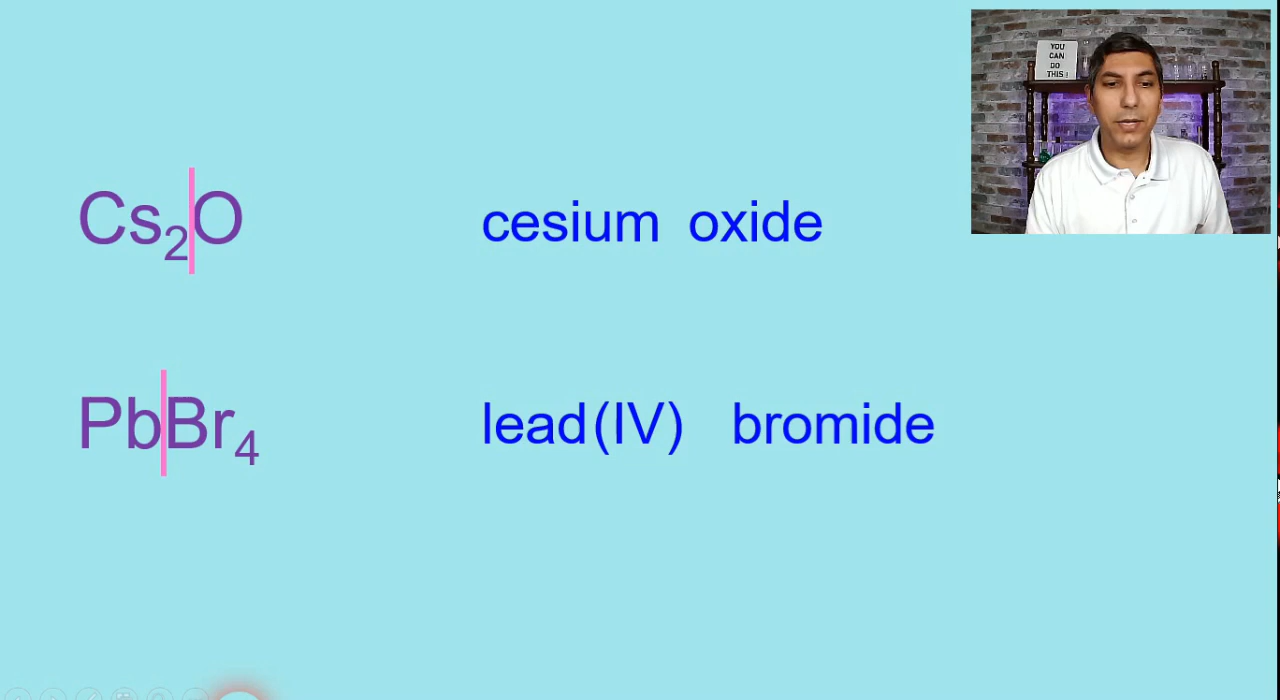 YOU
CAN
DO
THIS!
Cs₂O cesium oxide
PbBr₄ lead(IV) bromide